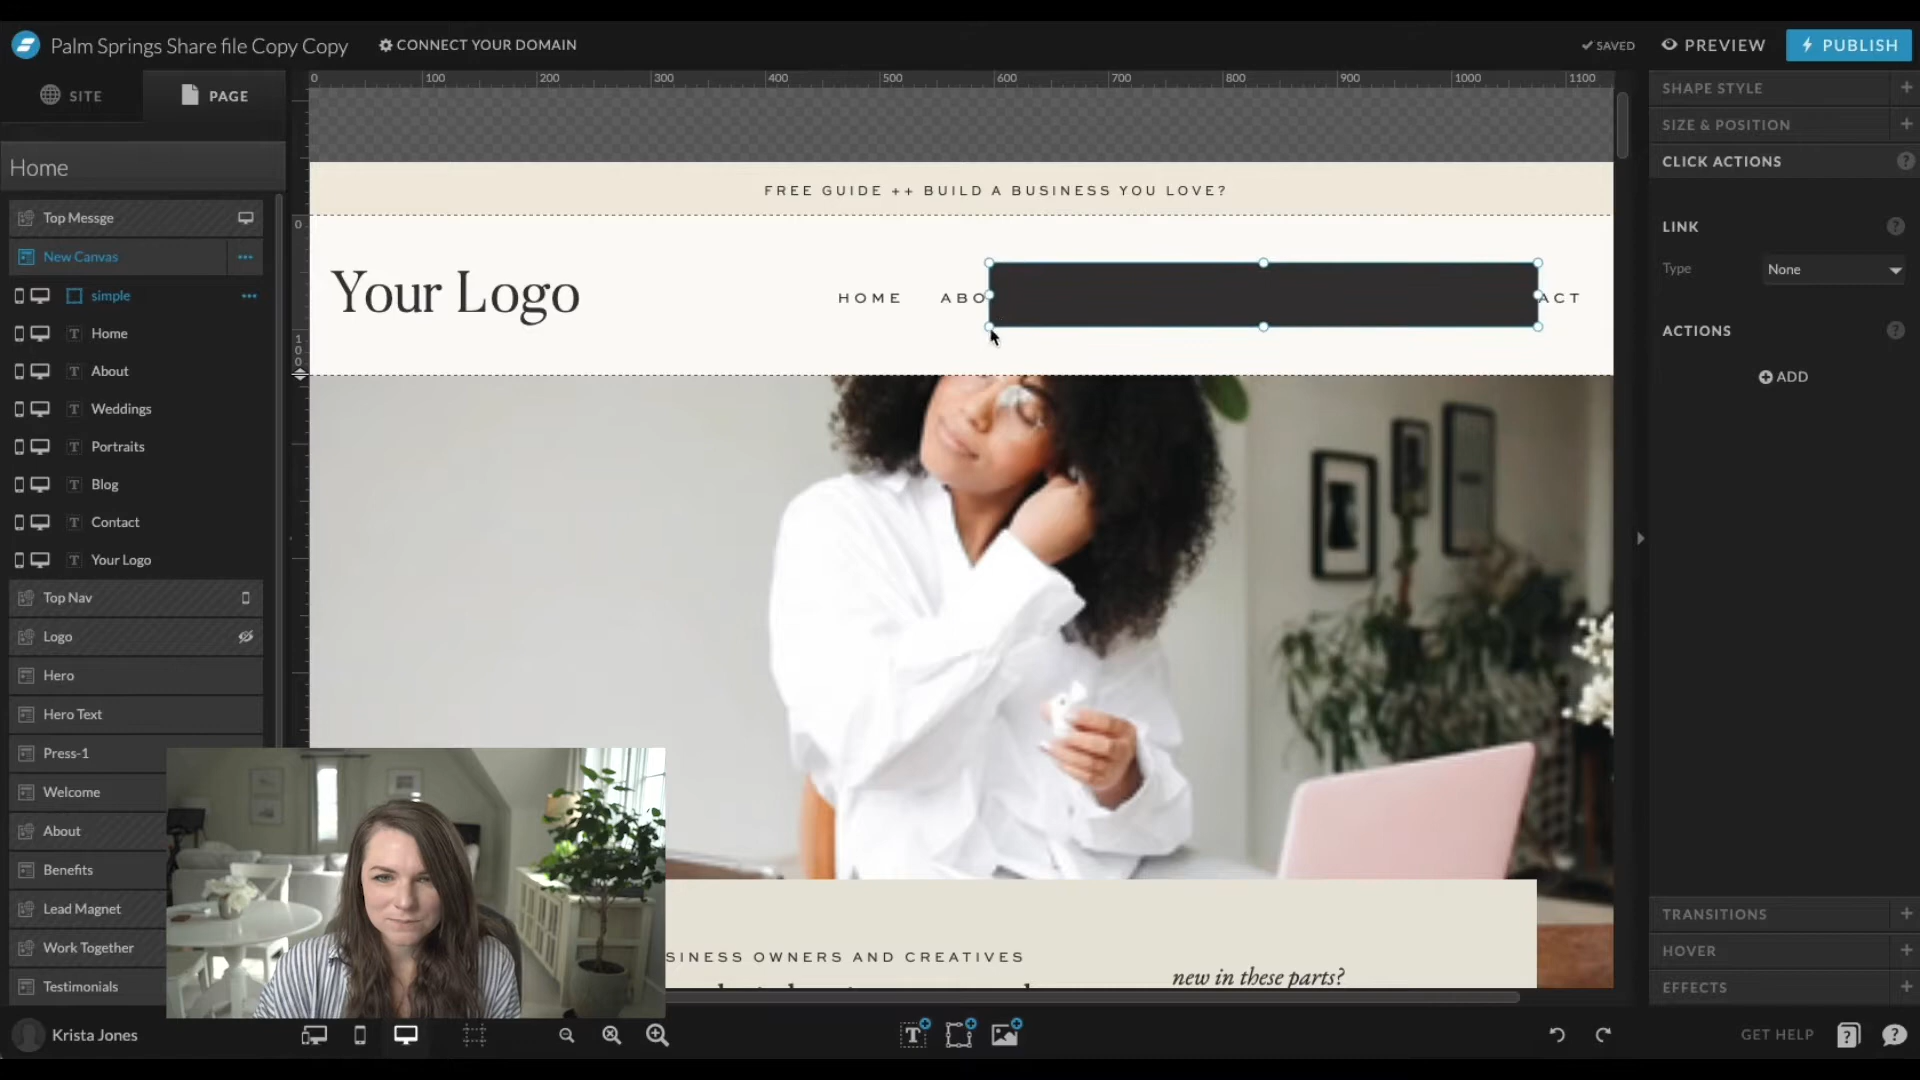 Palm Springs Share file Copy Copy
CONNECT YOUR DOMAIN
SAVED
PREVIEW
PUBLISH
SITE
PAGE
Home
Top Messge
New Canvas
simple
Home
About
Weddings
Portraits
Blog
Contact
Your Logo
Top Nav
Logo
Hero
Hero Text
Press-1
Welcome
About
Benefits
Lead Magnet
Work Together
Testimonials
Krista Jones
0 100 200 300 400 500 600 700 800 900 1000 1100
0
100
FREE GUIDE ++ BUILD A BUSINESS YOU LOVE?
Your Logo
HOME
ABO
ACT
SINESS OWNERS AND CREATIVES
new in these parts?
SHAPE STYLE
SIZE & POSITION
CLICK ACTIONS
LINK
Type
None
ACTIONS
ADD
TRANSITIONS
HOVER
EFFECTS
GET HELP